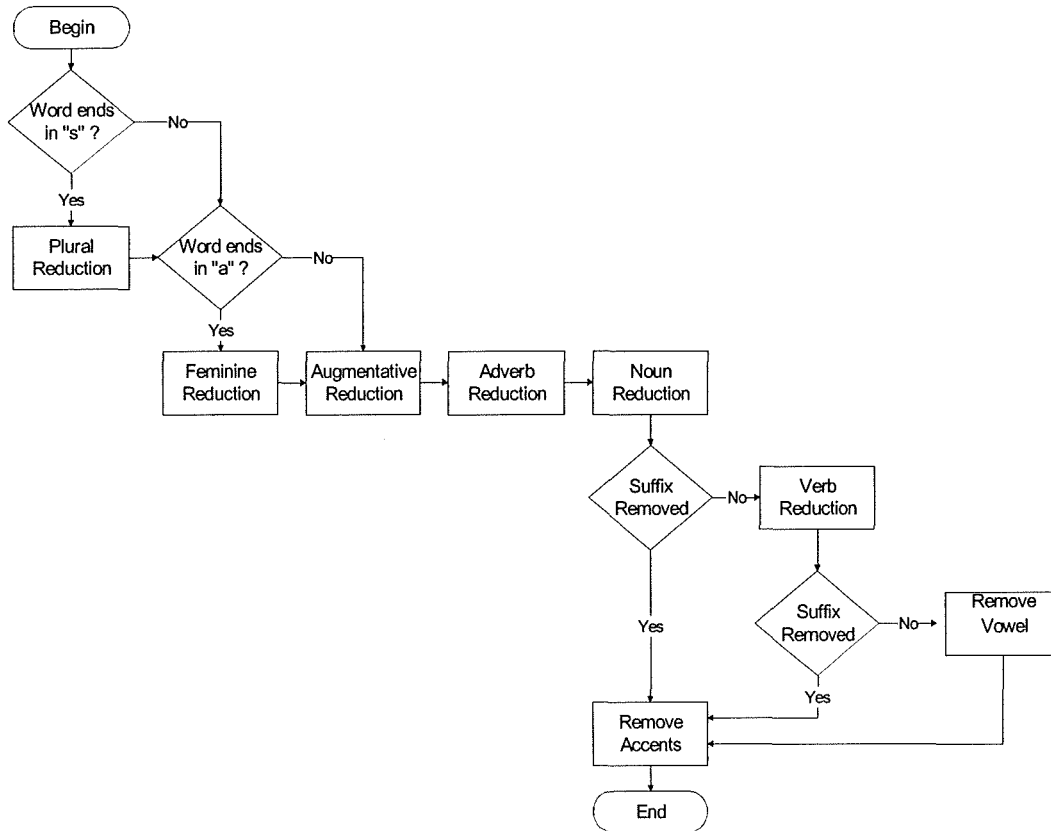 Begin
Word ends
in "s" ?
No
Yes
Plural
Reduction
Word ends
in "a" ?
No
Yes
Feminine
Reduction
Augmentative
Reduction
Adverb
Reduction
Noun
Reduction
Suffix
Removed
No
Verb
Reduction
Yes
Suffix
Removed
No
Remove
Vowel
Yes
Remove
Accents
End